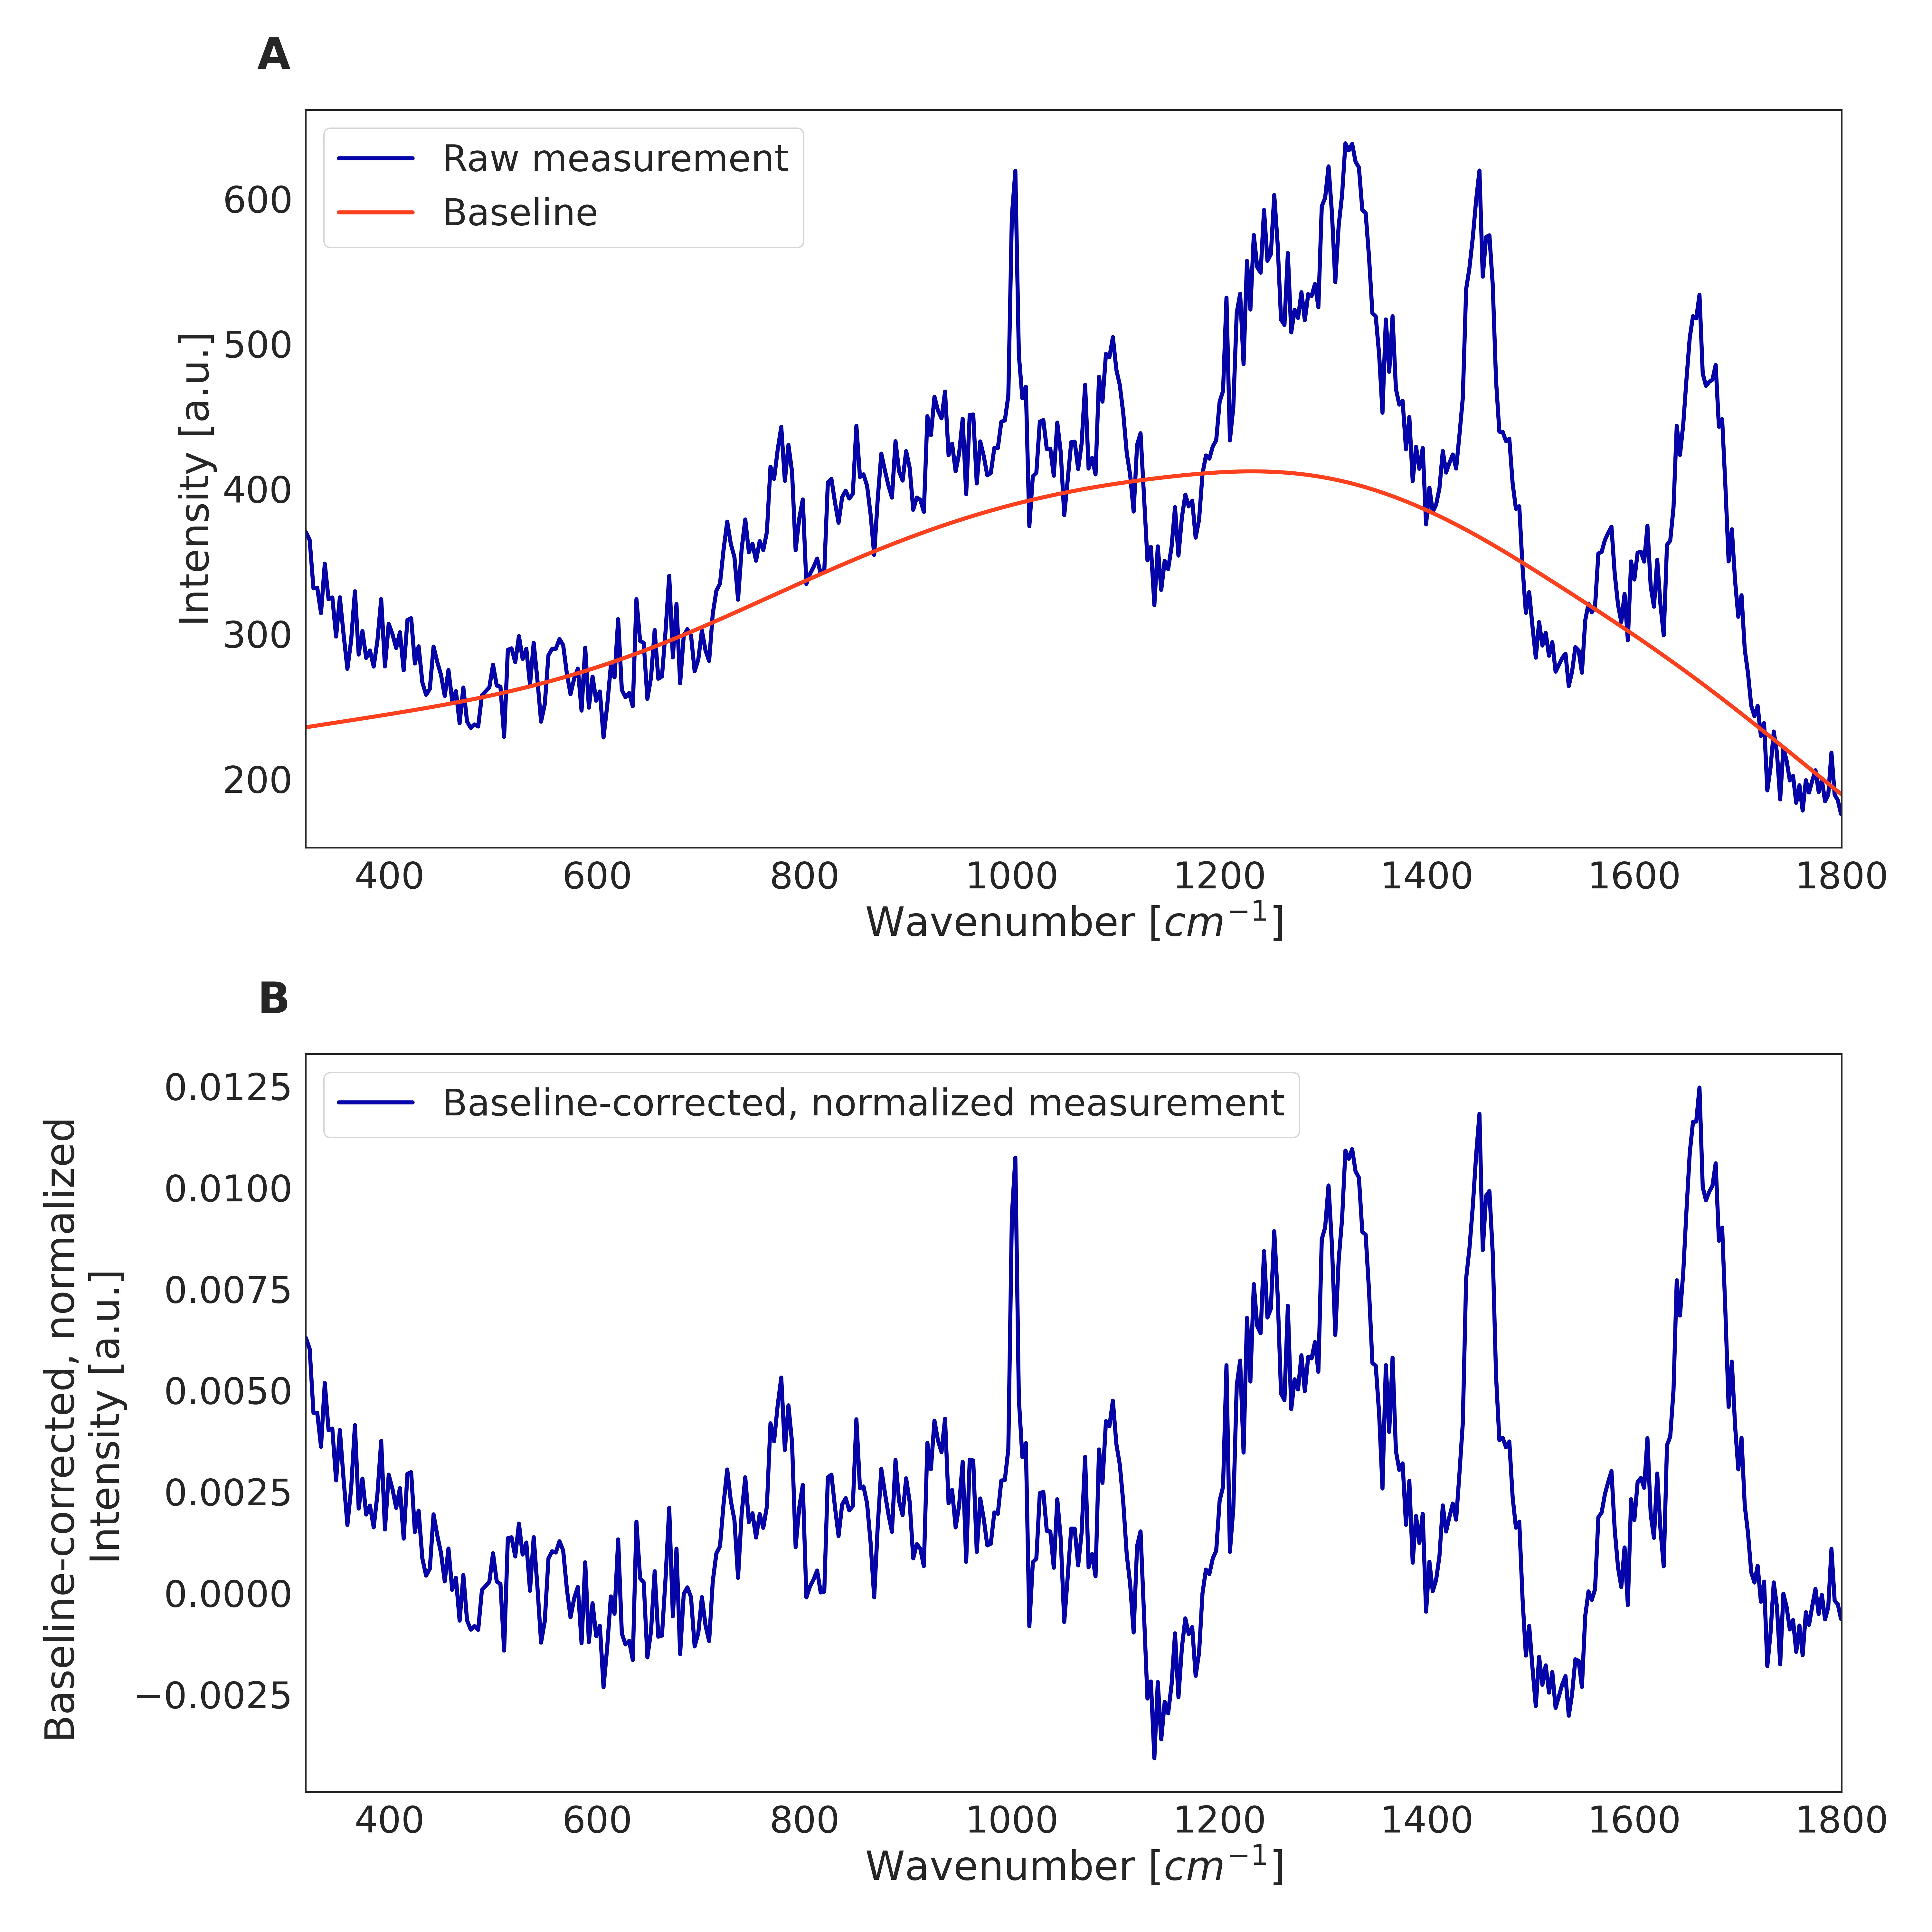 A
Raw measurement
Baseline
600
500
400
300
200
Intensity [a.u.]
400 600 800 1000 1200 1400 1600 1800
Wavenumber [cm⁻¹]
B
Baseline-corrected, normalized measurement
0.0125
0.0100
0.0075
0.0050
0.0025
0.0000
−0.0025
Baseline-corrected, normalized
Intensity [a.u.]
400 600 800 1000 1200 1400 1600 1800
Wavenumber [cm⁻¹]